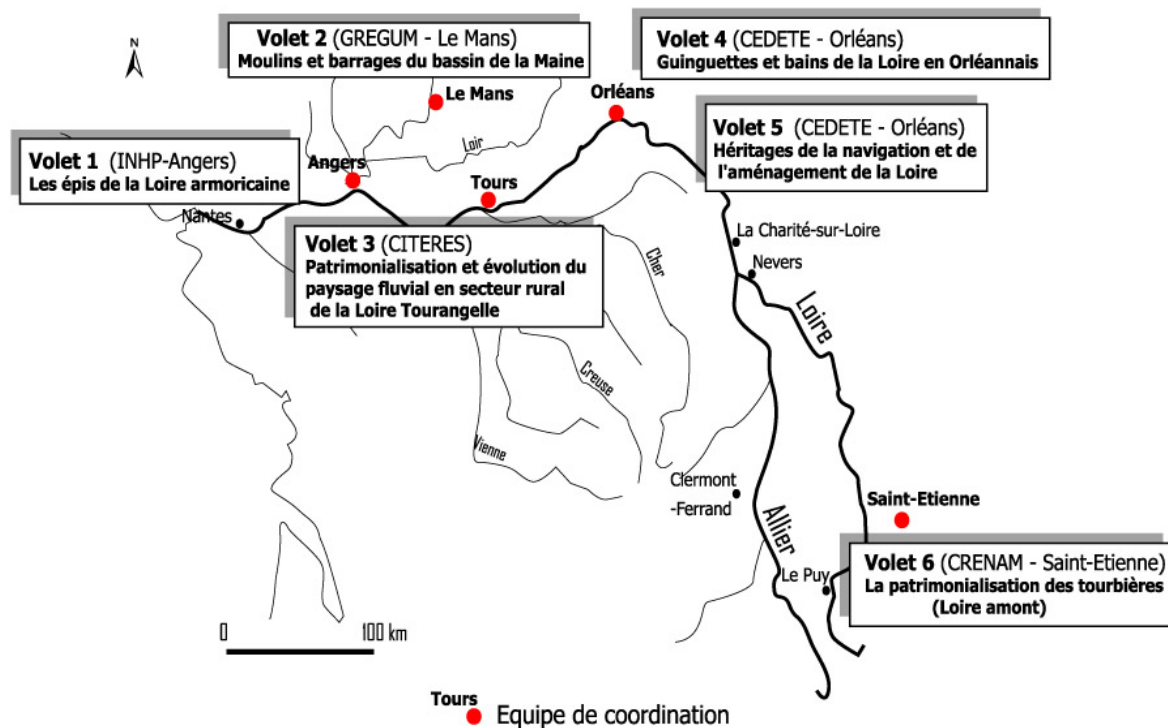 N
Volet 2 (GREGUM - Le Mans)
Moulins et barrages du bassin de la Maine
Volet 4 (CEDETE - Orléans)
Guinguettes et bains de la Loire en Orléannais
Le Mans
Orléans
Volet 5 (CEDETE - Orléans)
Héritages de la navigation et de
l'aménagement de la Loire
Loir
Volet 1 (INHP-Angers)
Les épis de la Loire armoricaine
Angers
Tours
Nantes
Volet 3 (CITERES)
Patrimonialisation et évolution du
paysage fluvial en secteur rural
de la Loire Tourangelle
La Charité-sur-Loire
Nevers
Cher
Loire
Creuse
Vienne
Clermont
-Ferrand
Allier
Saint-Etienne
Volet 6 (CRENAM - Saint-Etienne)
La patrimonialisation des tourbières
(Loire amont)
Le Puy
0 100 km
Tours
Equipe de coordination